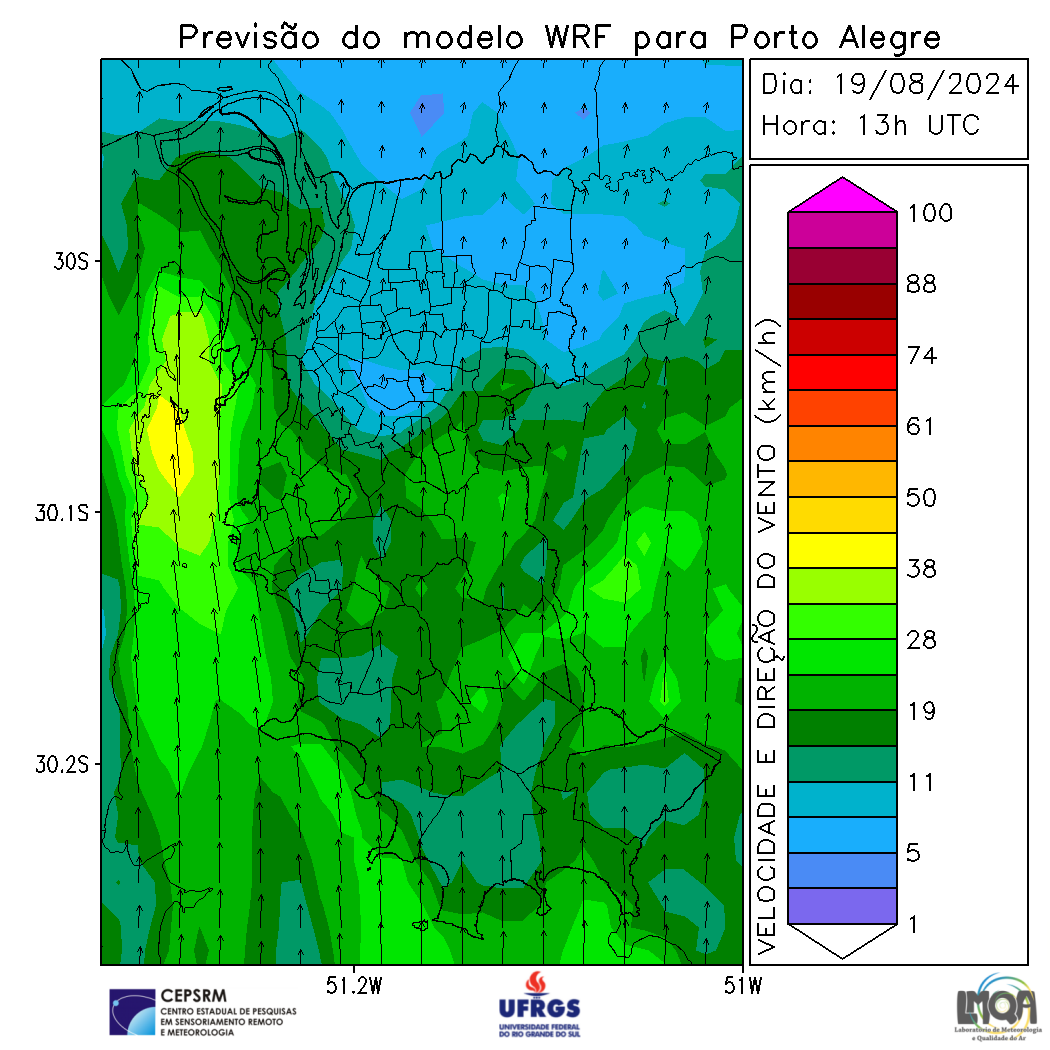 Previsão do modelo WRF para Porto Alegre
Dia: 19/08/2024
Hora: 13h UTC
30S
30.1S
30.2S
51.2W
51W
VELOCIDADE E DIREÇÃO DO VENTO (km/h)
100
88
74
61
50
38
28
19
11
5
1
CEPSRM
CENTRO ESTADUAL DE PESQUISAS
EM SENSORIAMENTO REMOTO
E METEOROLOGIA
UFRGS
UNIVERSIDADE FEDERAL
DO RIO GRANDE DO SUL
LMQA
Laboratório de Meteorologia
e Qualidade do Ar